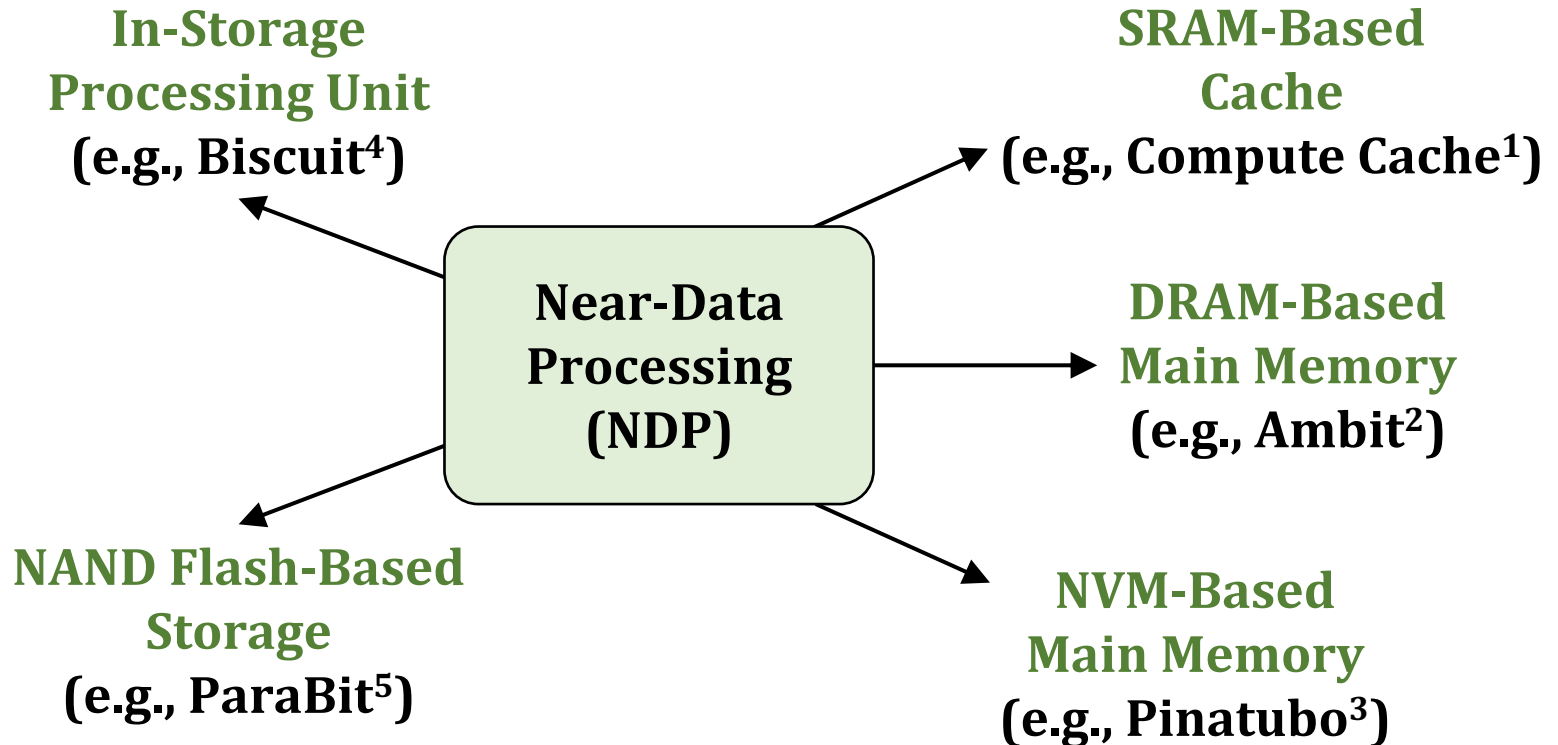 In-Storage
Processing Unit
(e.g., Biscuit⁴)
SRAM-Based
Cache
(e.g., Compute Cache¹)
Near-Data
Processing
(NDP)
DRAM-Based
Main Memory
(e.g., Ambit²)
NAND Flash-Based
Storage
(e.g., ParaBit⁵)
NVM-Based
Main Memory
(e.g., Pinatubo³)